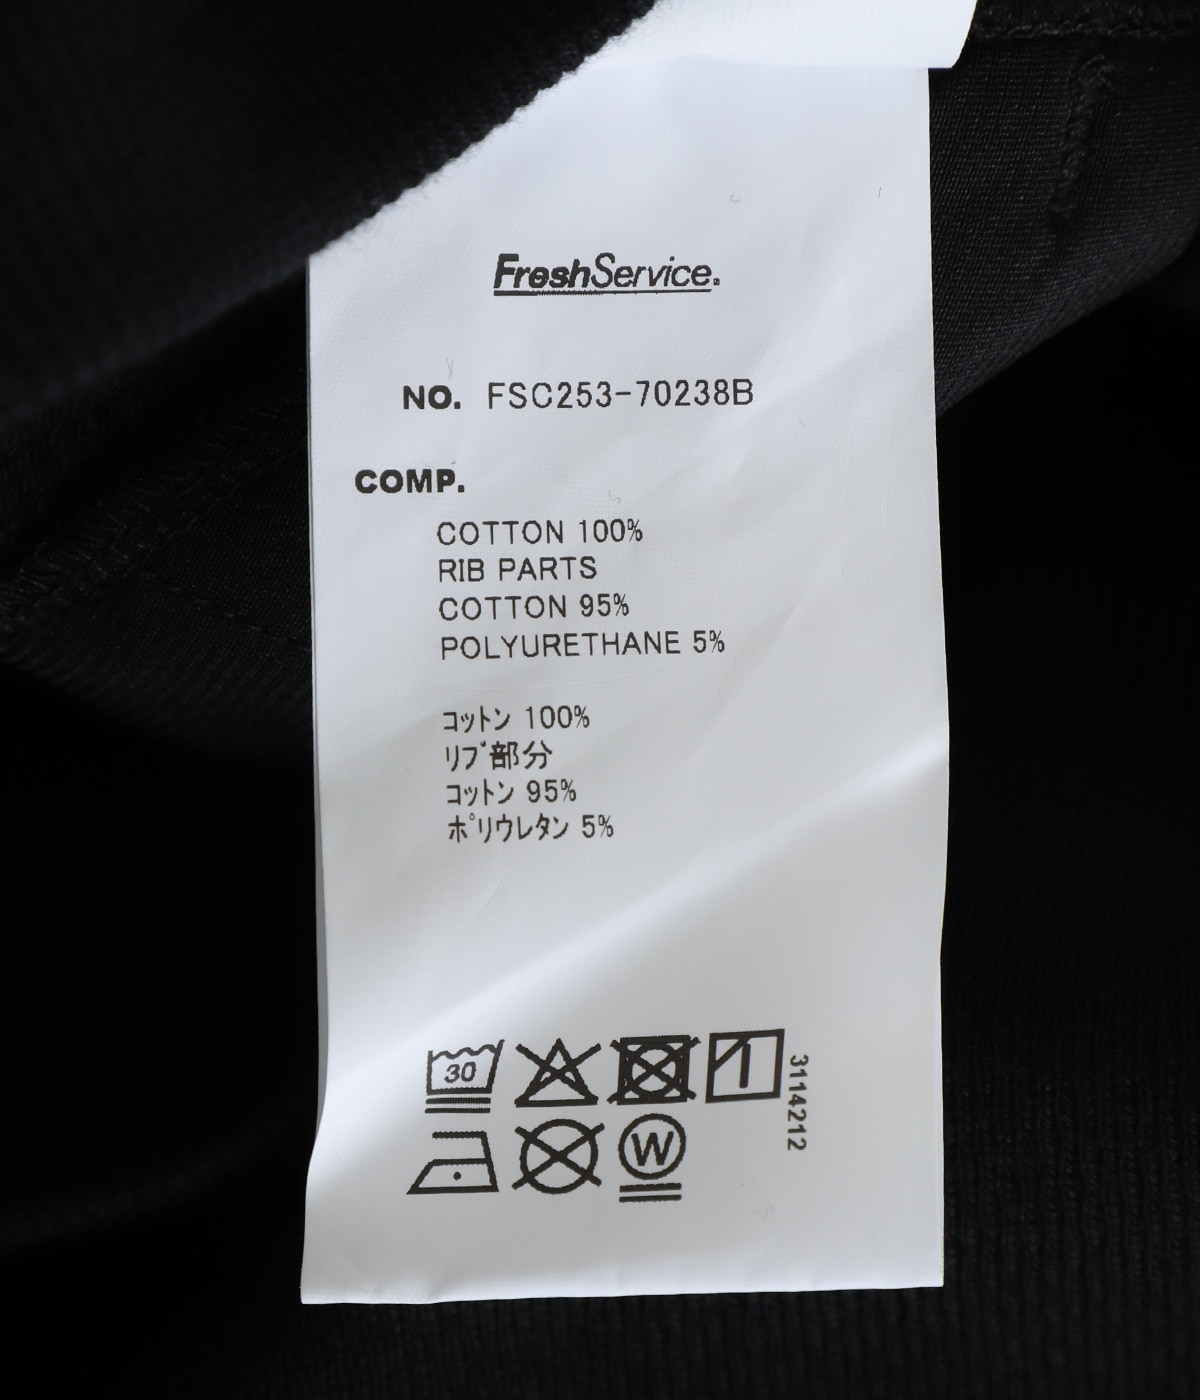 FreshService.
NO. FSC253-70238B
COMP.
COTTON 100%
RIB PARTS
COTTON 95%
POLYURETHANE 5%
コットン 100%
リブ部分
コットン 95%
ポリウレタン 5%
30
3114212
W